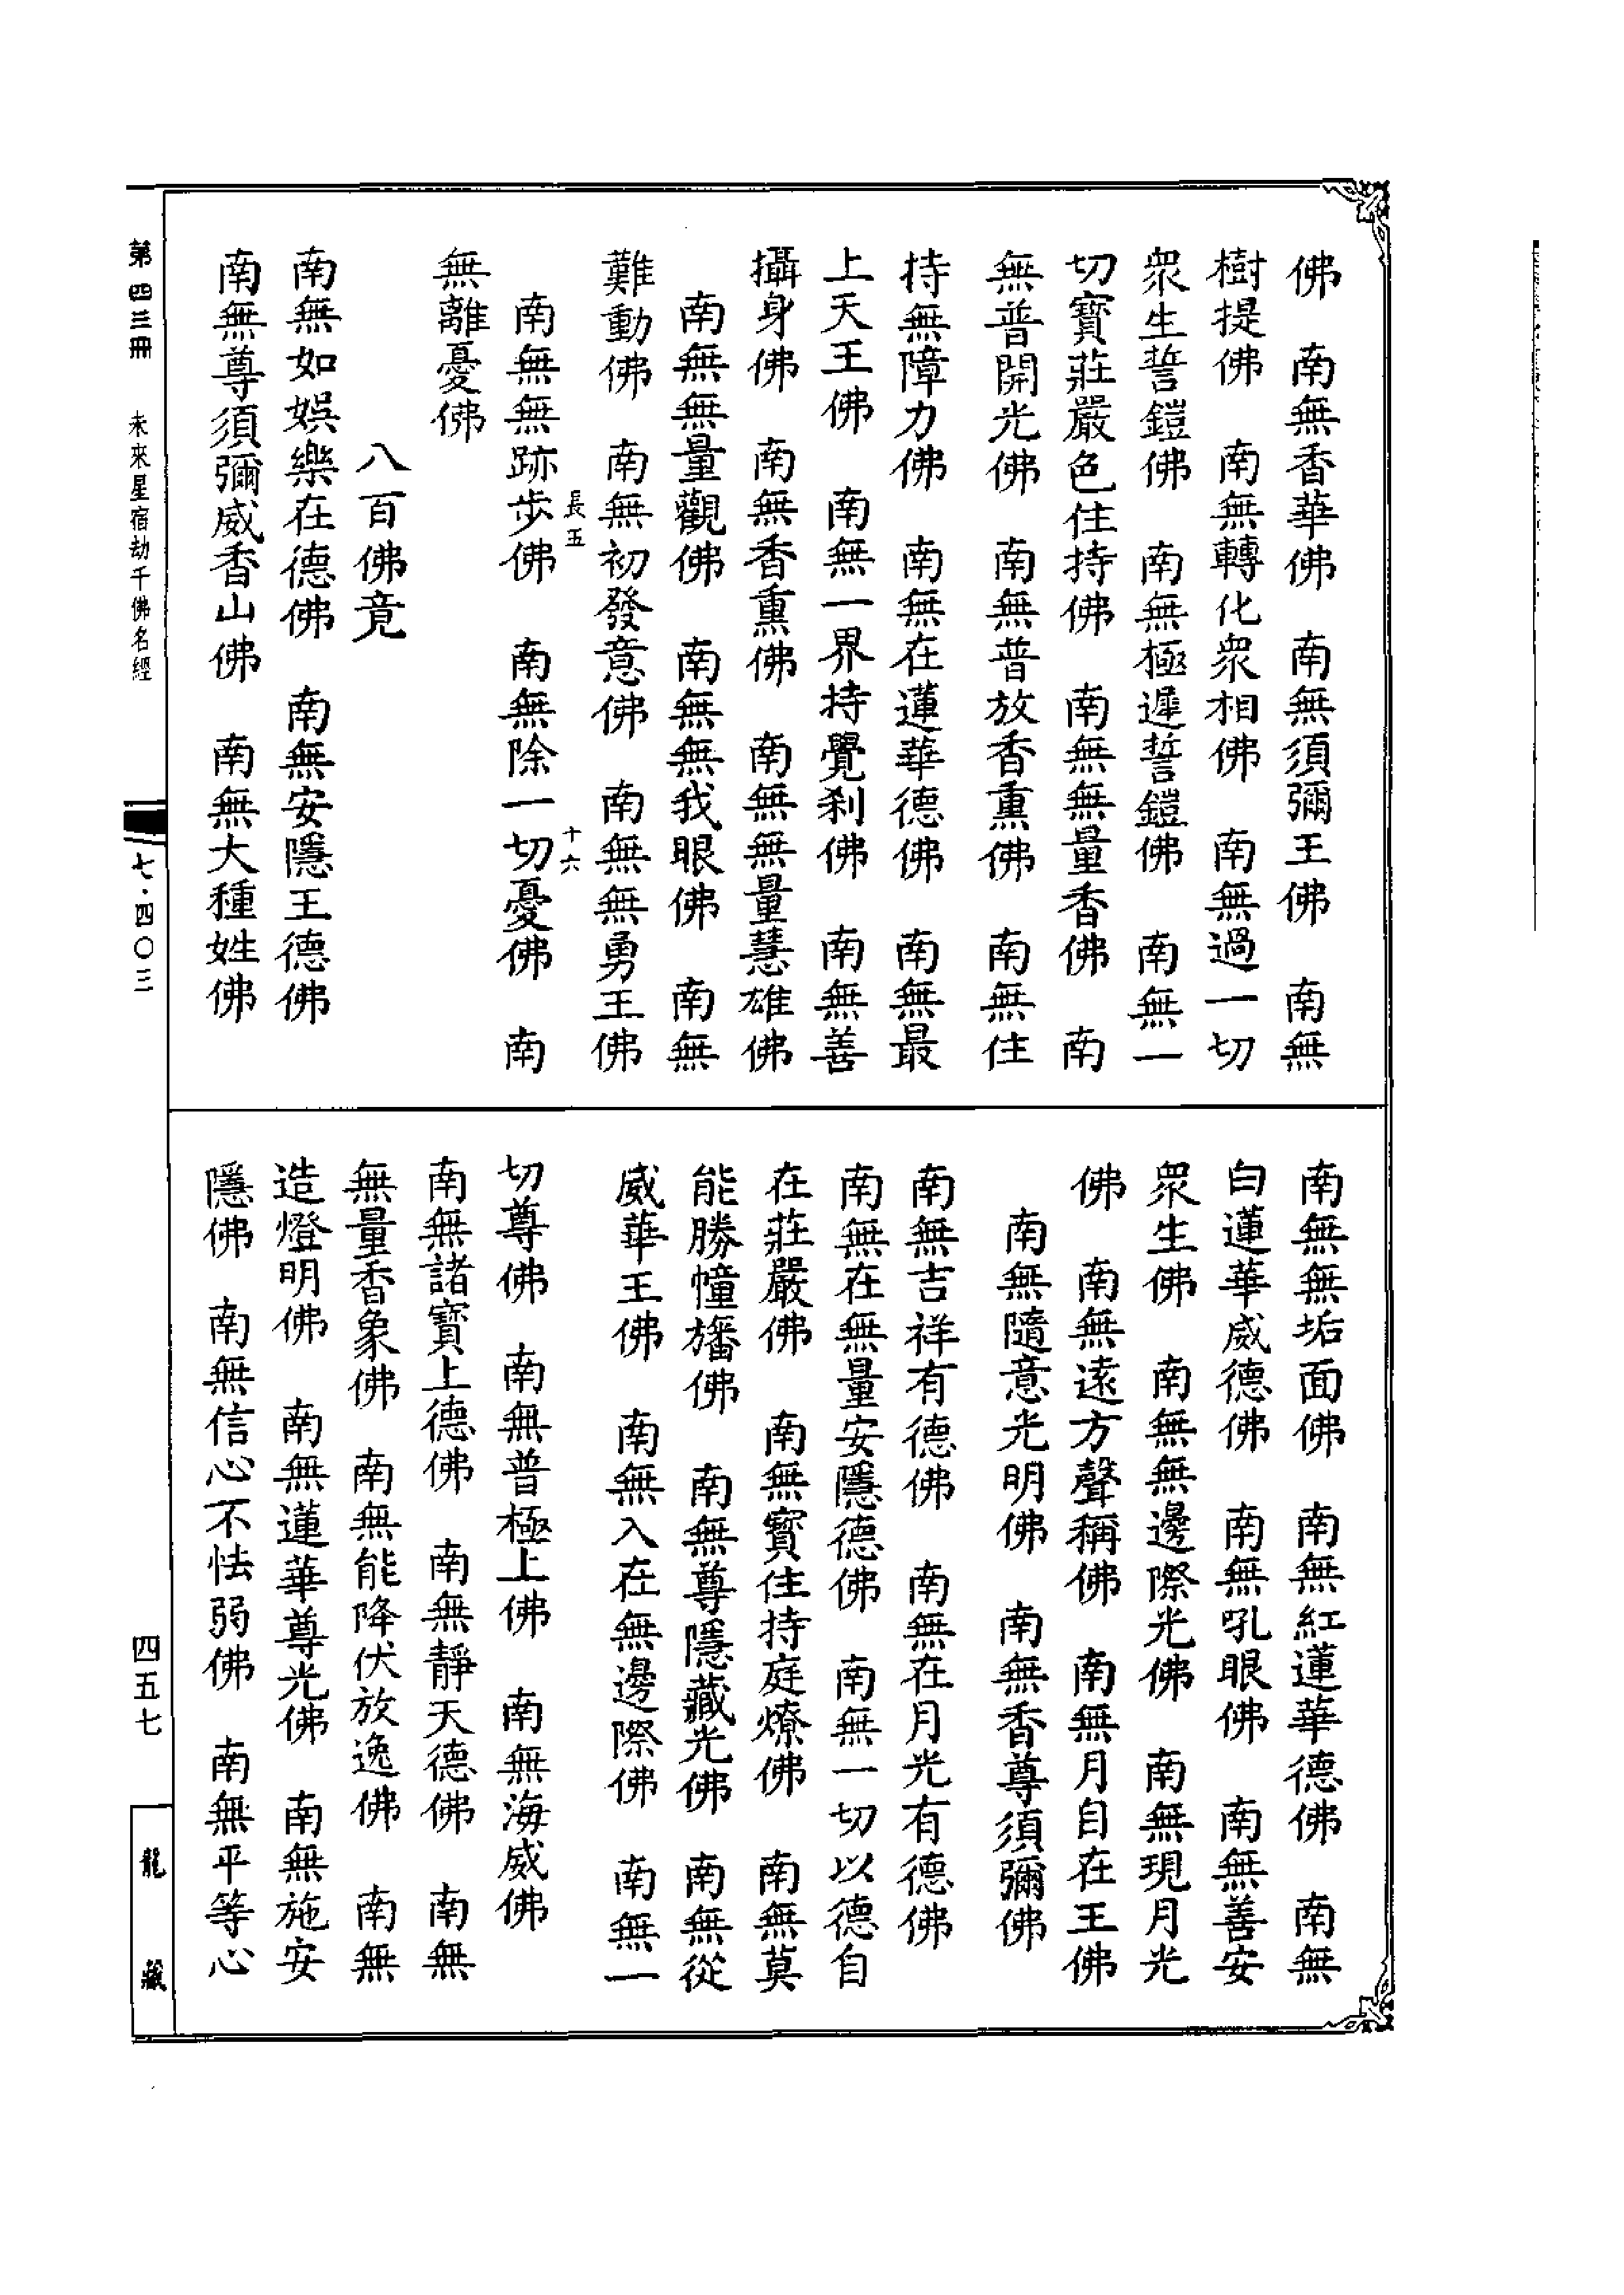 佛　南無香華佛　南無須彌王佛　南無
樹提佛　南無轉化衆相佛　南無過一切
衆生誓鎧佛　南無極遲誓鎧佛　南無一
切寶莊嚴色住持佛　南無無量香佛　南
無普開光佛　南無普放香熏佛　南無住
持無障力佛　南無在蓮華德佛　南無最
上天王佛　南無一界持覺刹佛　南無善
攝身佛　南無香熏佛　南無無量慧雄佛
南無無量觀佛　南無無我眼佛　南無
難動佛　南無初發意佛　南無無勇王佛
長五　十六
南無無跡步佛　南無除一切憂佛　南
無離憂佛
八百佛竟
南無如娛樂在德佛　南無安隱王德佛
南無尊須彌威香山佛　南無大種姓佛
南無無垢面佛　南無紅蓮華德佛　南無
白蓮華威德佛　南無吼眼佛　南無善安
衆生佛　南無無邊際光佛　南無現月光
佛　南無遠方聲稱佛　南無月自在王佛
南無隨意光明佛　南無香尊須彌佛
南無吉祥有德佛　南無在月光有德佛
南無在無量安隱德佛　南無一切以德自
在莊嚴佛　南無寶住持庭燎佛　南無莫
能勝幢旛佛　南無尊隱藏光佛　南無從
威華王佛　南無入在無邊際佛　南無一
切尊佛　南無普極上佛　南無海威佛
南無諸寶上德佛　南無靜天德佛　南無
無量香象佛　南無能降伏放逸佛　南無
造燈明佛　南無蓮華尊光佛　南無施安
隱佛　南無信心不怯弱佛　南無平等心
第四三冊　未來星宿劫千佛名經
七·四〇三
四五七
龍藏